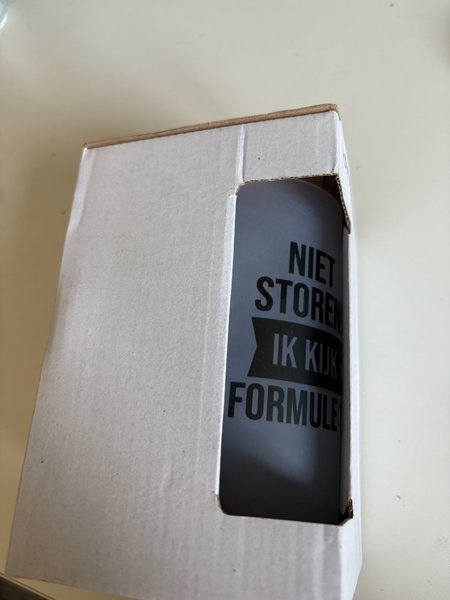 NIET
STOREN
IK KIJK
FORMULE